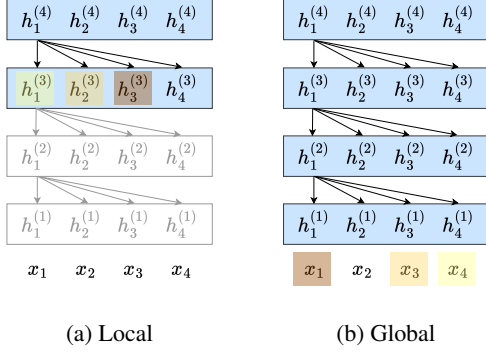 $h_1^{(4)}$ $h_2^{(4)}$ $h_3^{(4)}$ $h_4^{(4)}$ $h_1^{(4)}$ $h_2^{(4)}$ $h_3^{(4)}$ $h_4^{(4)}$
$h_1^{(3)}$ $h_2^{(3)}$ $h_3^{(3)}$ $h_4^{(3)}$ $h_1^{(3)}$ $h_2^{(3)}$ $h_3^{(3)}$ $h_4^{(3)}$
$h_1^{(2)}$ $h_2^{(2)}$ $h_3^{(2)}$ $h_4^{(2)}$ $h_1^{(2)}$ $h_2^{(2)}$ $h_3^{(2)}$ $h_4^{(2)}$
$h_1^{(1)}$ $h_2^{(1)}$ $h_3^{(1)}$ $h_4^{(1)}$ $h_1^{(1)}$ $h_2^{(1)}$ $h_3^{(1)}$ $h_4^{(1)}$
$x_1$ $x_2$ $x_3$ $x_4$ $x_1$ $x_2$ $x_3$ $x_4$
(a) Local (b) Global